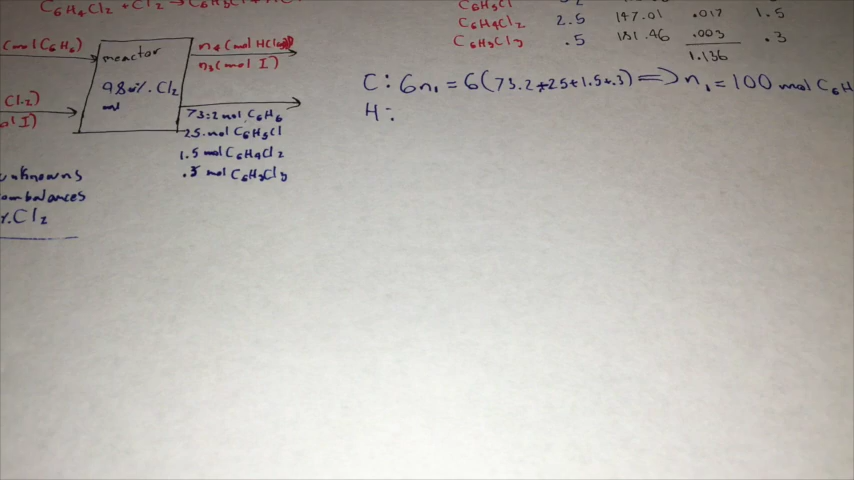 C₆H₄Cl₂ + Cl₂ → C₆H₃Cl
C₆H₅Cl
C₆H₄Cl₂ 2.5 147.01 .017 1.5
C₆H₃Cl₃ .5 181.46 .003 .3
1.136
(mol C₆H₆)
reactor
98 wt%. Cl₂
n₄ (mol HCl
n₃ (mol I)
Cl2)
ol I)
73.2 mol C₆H₆
25. mol C₆H₅Cl
1.5 mol C₆H₄Cl₂
.3 mol C₆H₃Cl₃
unknowns
ombalances
%.Cl₂
C: 6n₁ = 6(73.2+25+1.5+.3) ⟹ n₁ = 100 mol C₆H
H: